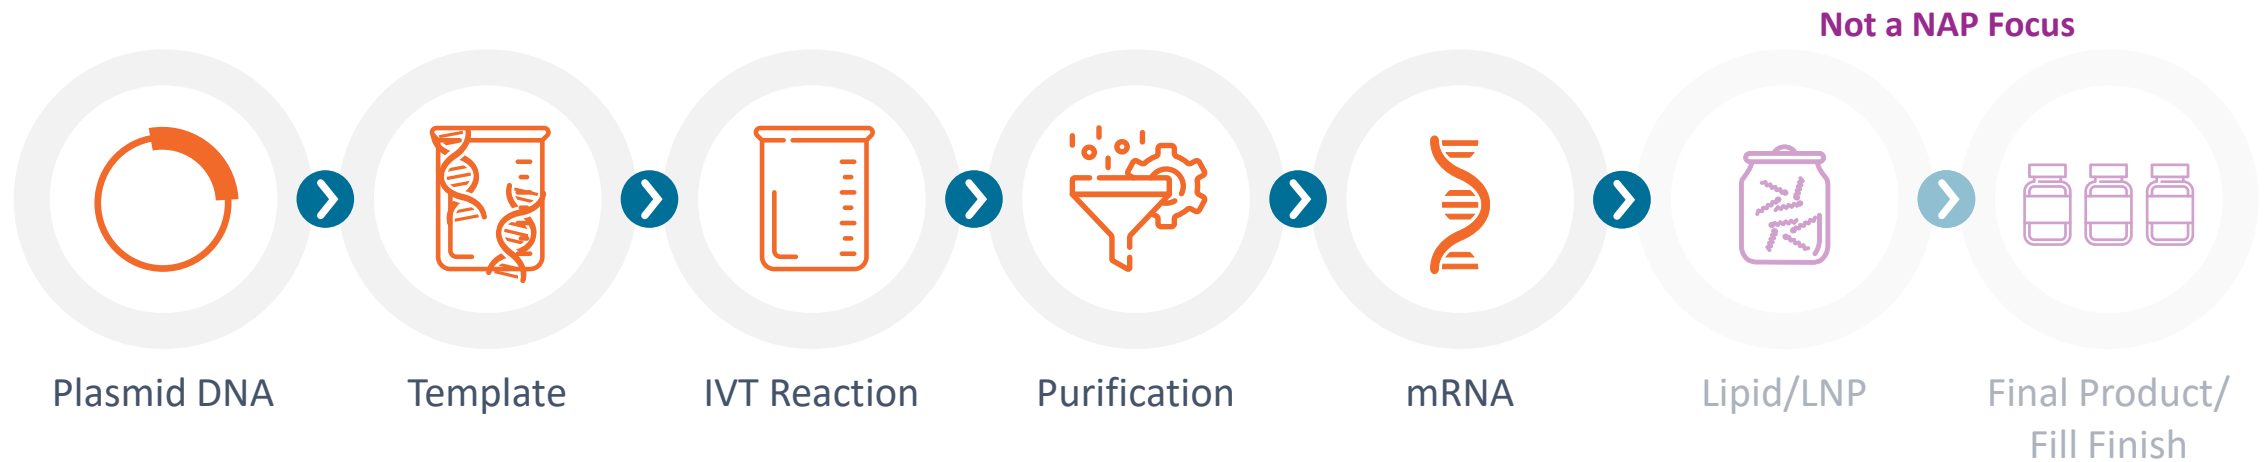 Not a NAP Focus
Plasmid DNA
Template
IVT Reaction
Purification
mRNA
Lipid/LNP
Final Product/
Fill Finish